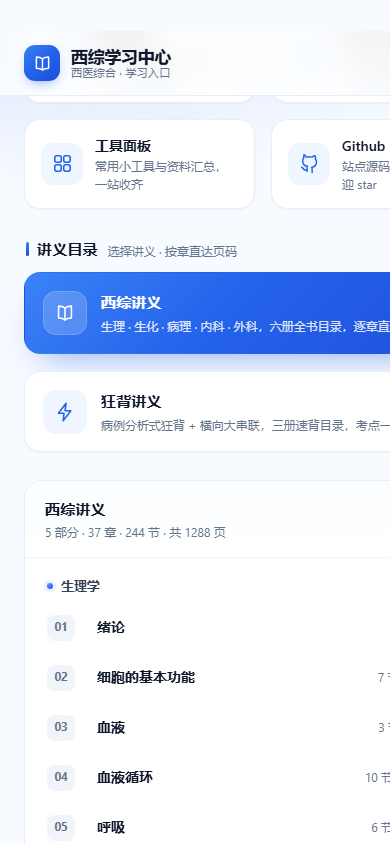 西综学习中心
西医综合 · 学习入口
工具面板
常用小工具与资料汇总，
一站收齐
Github
站点源码
迎 star
讲义目录 选择讲义 · 按章直达页码
西综讲义
生理 · 生化 · 病理 · 内科 · 外科，六册全书目录，逐章直
狂背讲义
病例分析式狂背 + 横向大串联，三册速背目录，考点一
西综讲义
5 部分 · 37 章 · 244 节 · 共 1288 页
生理学
01 绪论
02 细胞的基本功能 7
03 血液 3
04 血液循环 10 节
05 呼吸 6 节